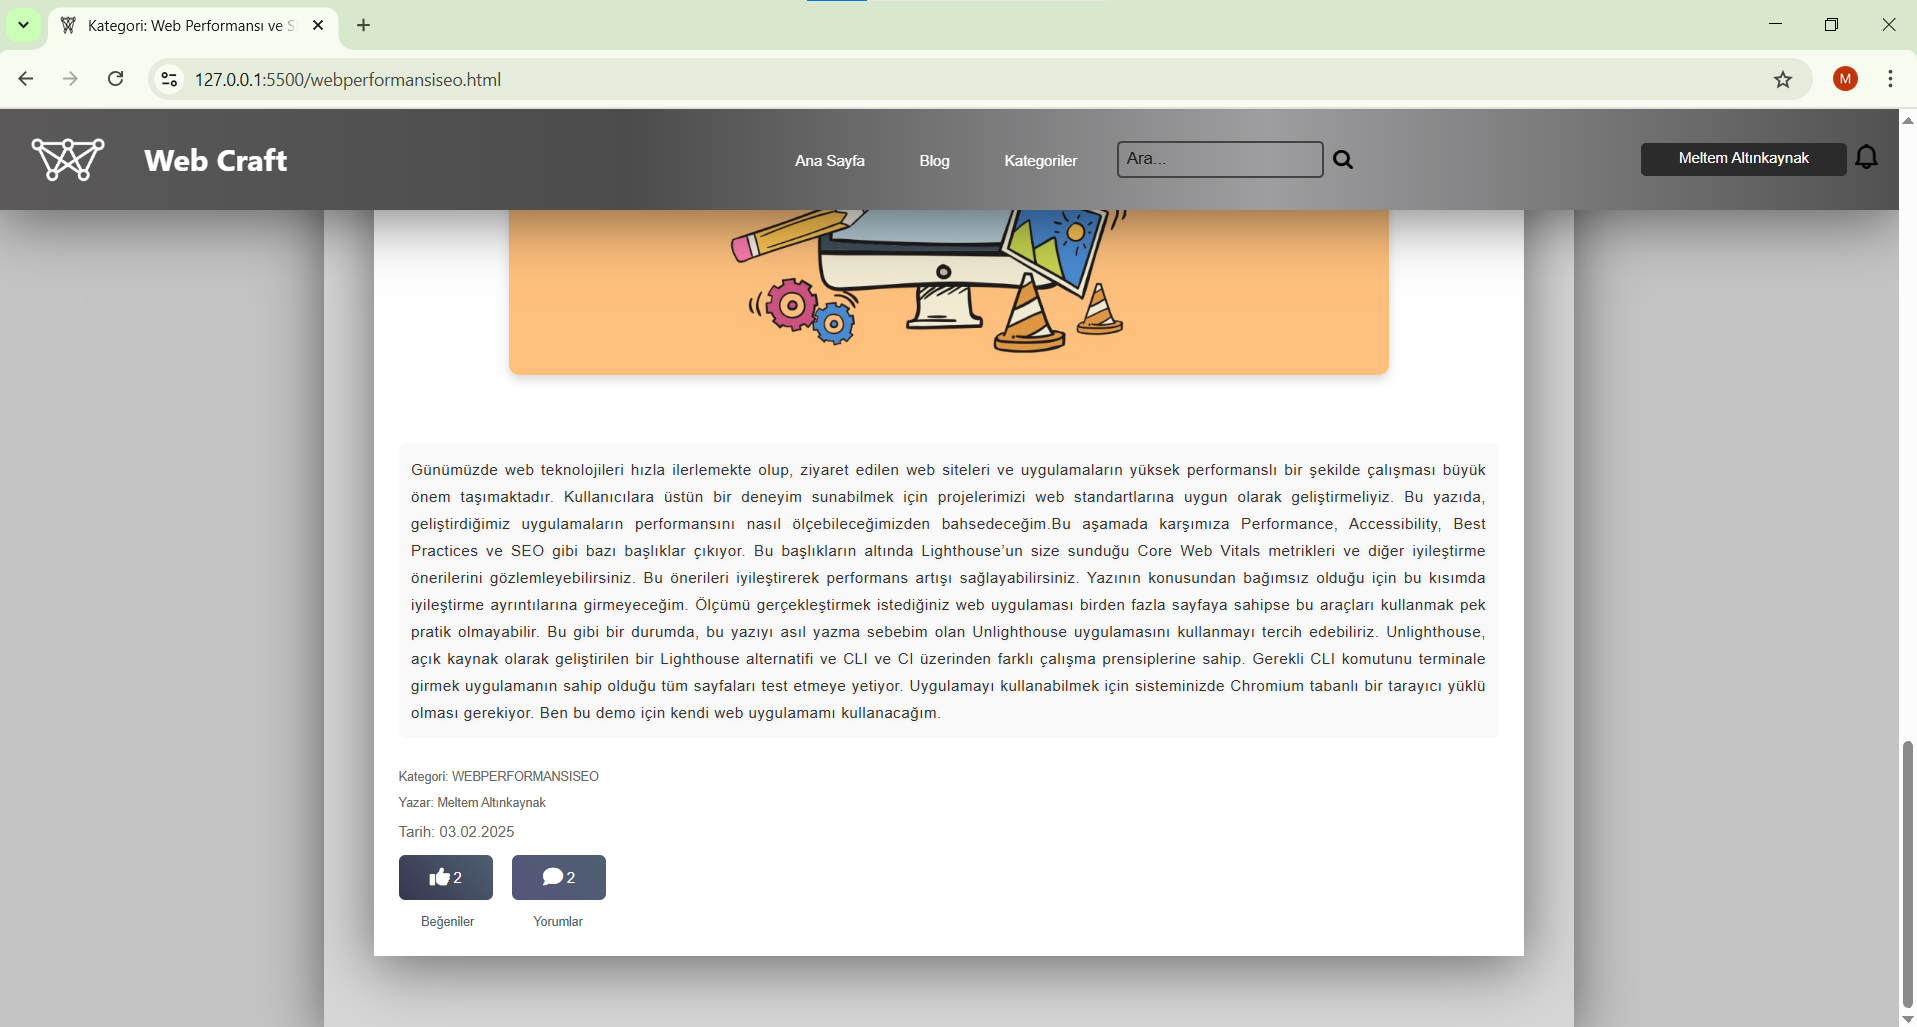 Kategori: Web Performansı ve S
127.0.0.1:5500/webperformansiseo.html
M
Web Craft
Ana Sayfa
Blog
Kategoriler
Ara...
Meltem Altınkaynak
Günümüzde web teknolojileri hızla ilerlemekte olup, ziyaret edilen web siteleri ve uygulamaların yüksek performanslı bir şekilde çalışması büyük
önem taşımaktadır. Kullanıcılara üstün bir deneyim sunabilmek için projelerimizi web standartlarına uygun olarak geliştirmeliyiz. Bu yazıda,
geliştirdiğimiz uygulamaların performansını nasıl ölçebileceğimizden bahsedeceğim.Bu aşamada karşımıza Performance, Accessibility, Best
Practices ve SEO gibi bazı başlıklar çıkıyor. Bu başlıkların altında Lighthouse’un size sunduğu Core Web Vitals metrikleri ve diğer iyileştirme
önerilerini gözlemleyebilirsiniz. Bu önerileri iyileştirerek performans artışı sağlayabilirsiniz. Yazının konusundan bağımsız olduğu için bu kısımda
iyileştirme ayrıntılarına girmeyeceğim. Ölçümü gerçekleştirmek istediğiniz web uygulaması birden fazla sayfaya sahipse bu araçları kullanmak pek
pratik olmayabilir. Bu gibi bir durumda, bu yazıyı asıl yazma sebebim olan Unlighthouse uygulamasını kullanmayı tercih edebiliriz. Unlighthouse,
açık kaynak olarak geliştirilen bir Lighthouse alternatifi ve CLI ve CI üzerinden farklı çalışma prensiplerine sahip. Gerekli CLI komutunu terminale
girmek uygulamanın sahip olduğu tüm sayfaları test etmeye yetiyor. Uygulamayı kullanabilmek için sisteminizde Chromium tabanlı bir tarayıcı yüklü
olması gerekiyor. Ben bu demo için kendi web uygulamamı kullanacağım.
Kategori: WEBPERFORMANSISEO
Yazar: Meltem Altınkaynak
Tarih: 03.02.2025
2
2
Beğeniler
Yorumlar